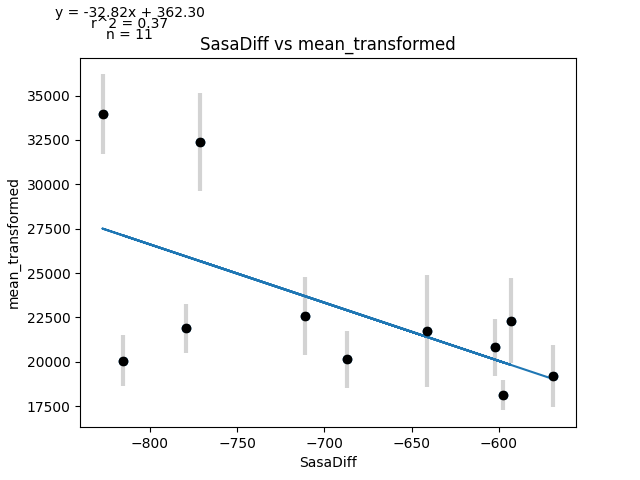 y = -32.82x + 362.30
r^2 = 0.37
n = 11
SasaDiff vs mean_transformed
mean_transformed
35000
32500
30000
27500
25000
22500
20000
17500
−800
−750
−700
−650
−600
SasaDiff